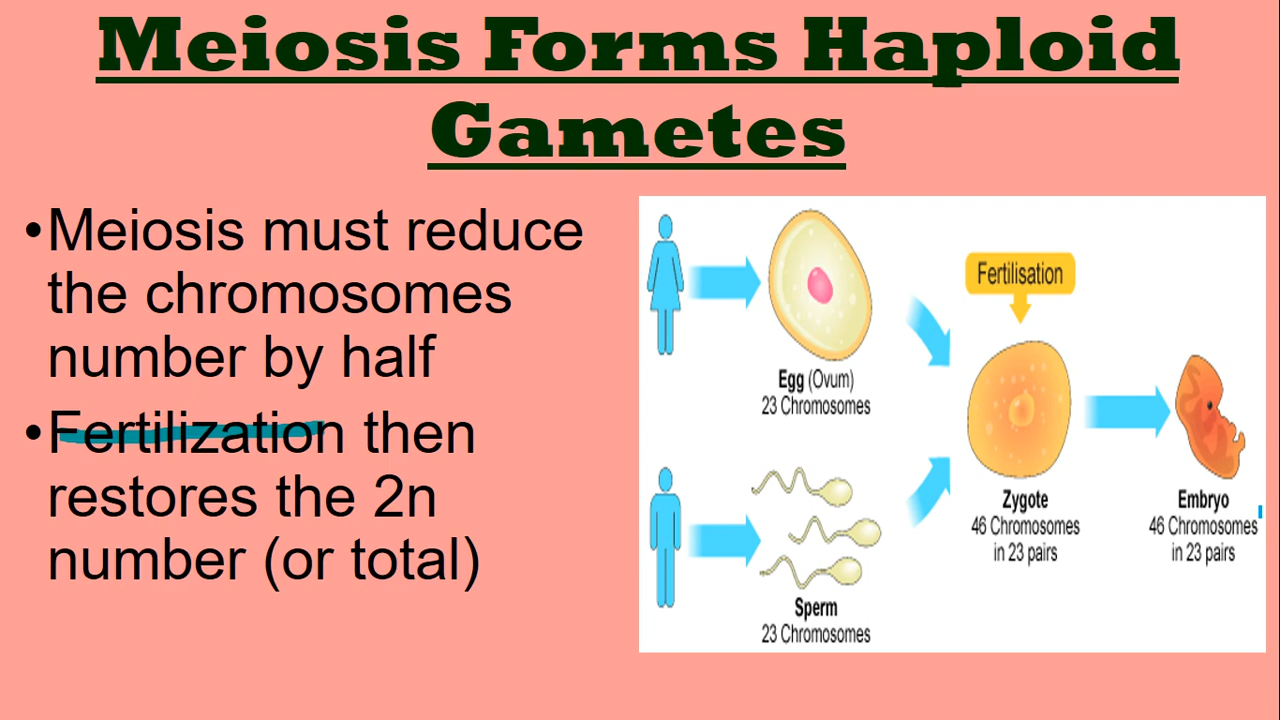 Meiosis Forms Haploid
Gametes
•Meiosis must reduce
the chromosomes
number by half
•Fertilization then
restores the 2n
number (or total)
Egg (Ovum)
23 Chromosomes
Sperm
23 Chromosomes
Fertilisation
Zygote
46 Chromosomes
in 23 pairs
Embryo
46 Chromosomes
in 23 pairs